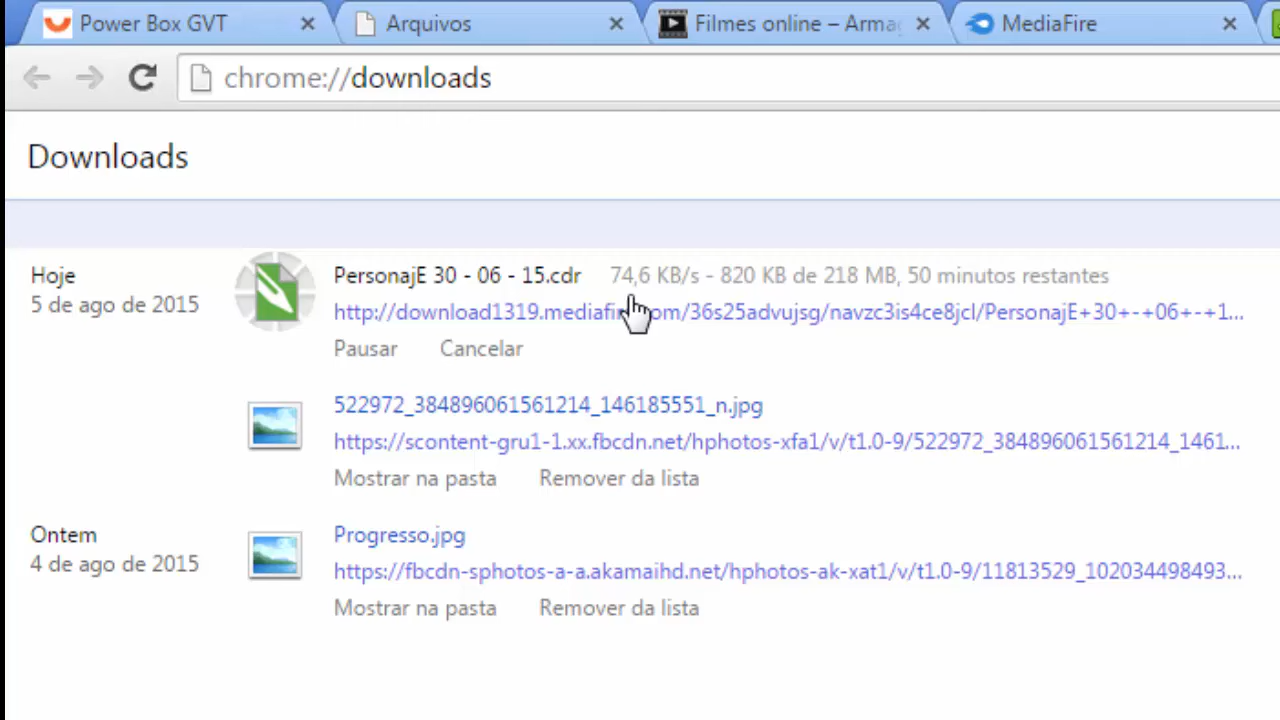 Power Box GVT
Arquivos
Filmes online – Armag
MediaFire
chrome://downloads
Downloads
Hoje
5 de ago de 2015
PersonajE 30 - 06 - 15.cdr 74,6 KB/s - 820 KB de 218 MB, 50 minutos restantes
http://download1319.mediafire.com/36s25advujsg/navzc3is4ce8jcl/PersonajE+30+-+06+-+1...
Pausar Cancelar
522972_384896061561214_146185551_n.jpg
https://scontent-gru1-1.xx.fbcdn.net/hphotos-xfa1/v/t1.0-9/522972_384896061561214_1461...
Mostrar na pasta Remover da lista
Ontem
4 de ago de 2015
Progresso.jpg
https://fbcdn-sphotos-a-a.akamaihd.net/hphotos-ak-xat1/v/t1.0-9/11813529_102034498493...
Mostrar na pasta Remover da lista